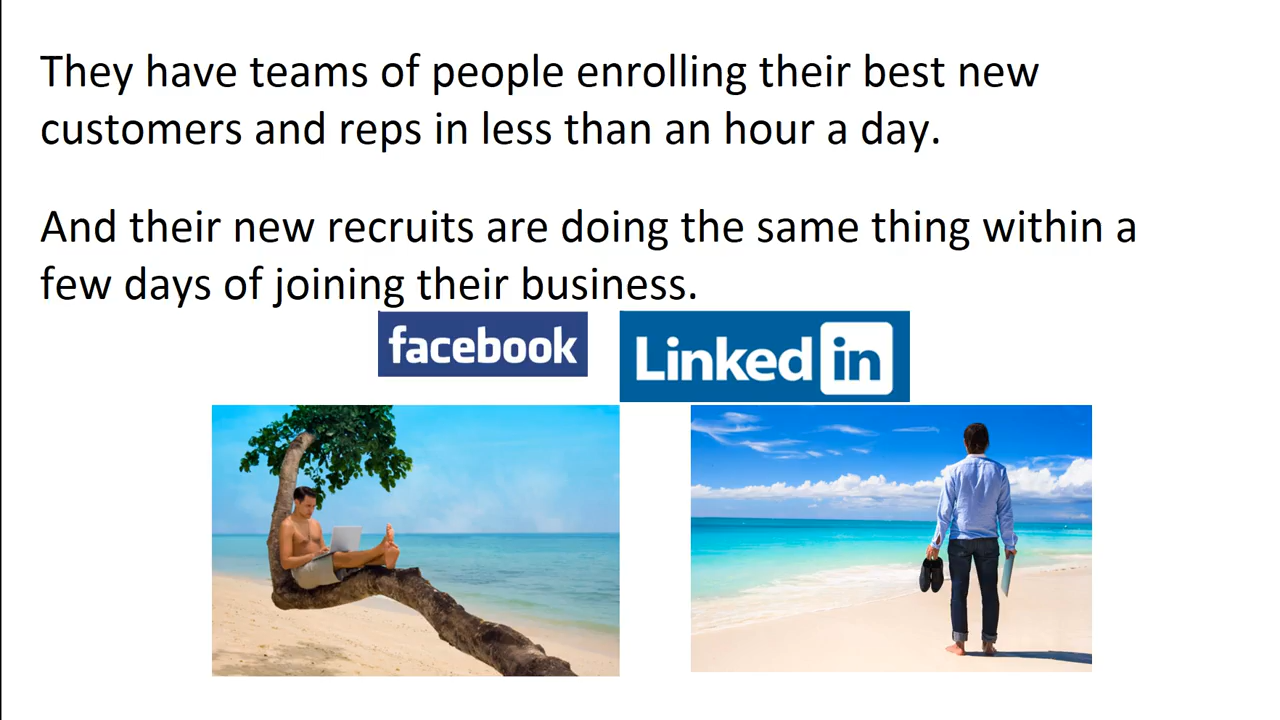 They have teams of people enrolling their best new
customers and reps in less than an hour a day.
And their new recruits are doing the same thing within a
few days of joining their business.
facebook
Linked in